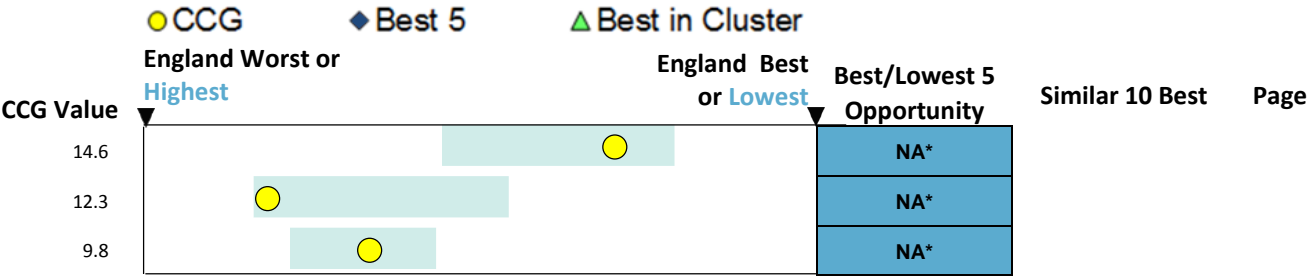 CCG Best 5 Best in Cluster
England Worst or
Highest
England Best
or Lowest
Best/Lowest 5
Opportunity
Similar 10 Best
Page
CCG Value
14.6 NA*
12.3 NA*
9.8 NA*